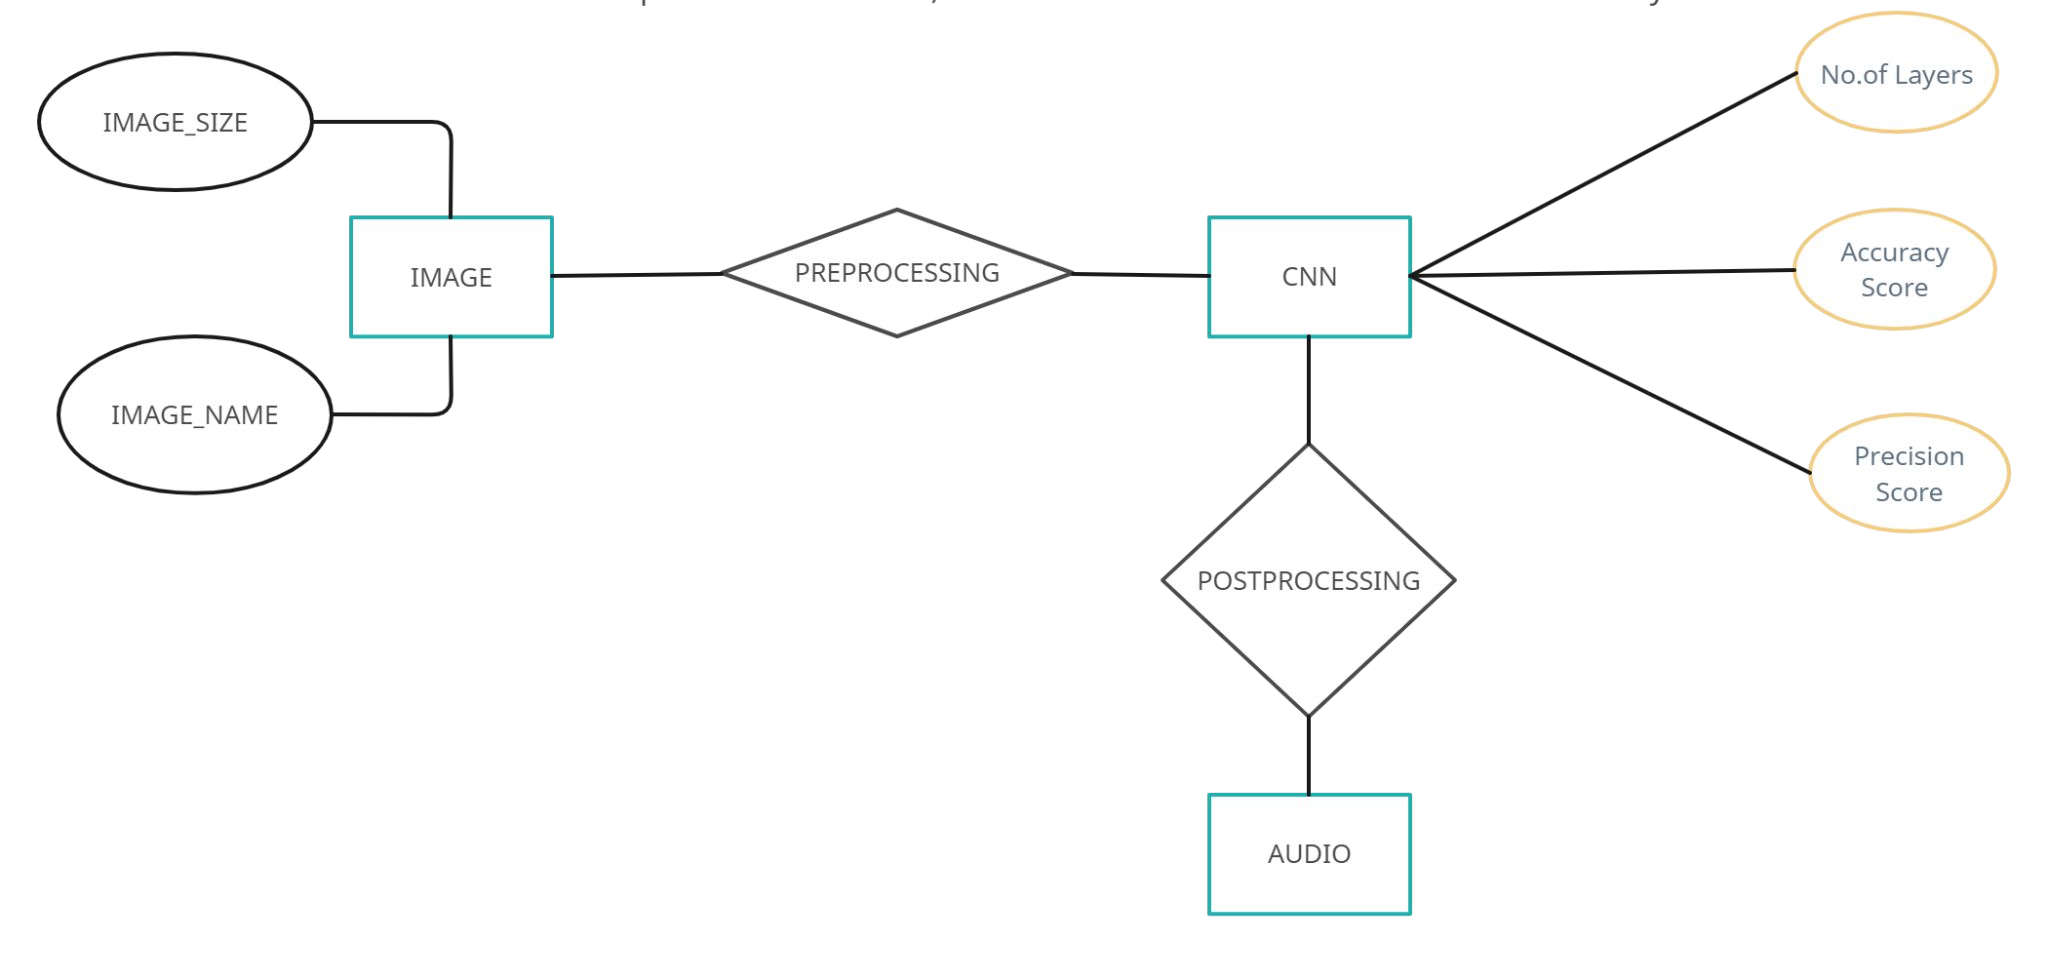 No.of Layers
IMAGE_SIZE
Accuracy
Score
IMAGE
PREPROCESSING
CNN
IMAGE_NAME
Precision
Score
POSTPROCESSING
AUDIO